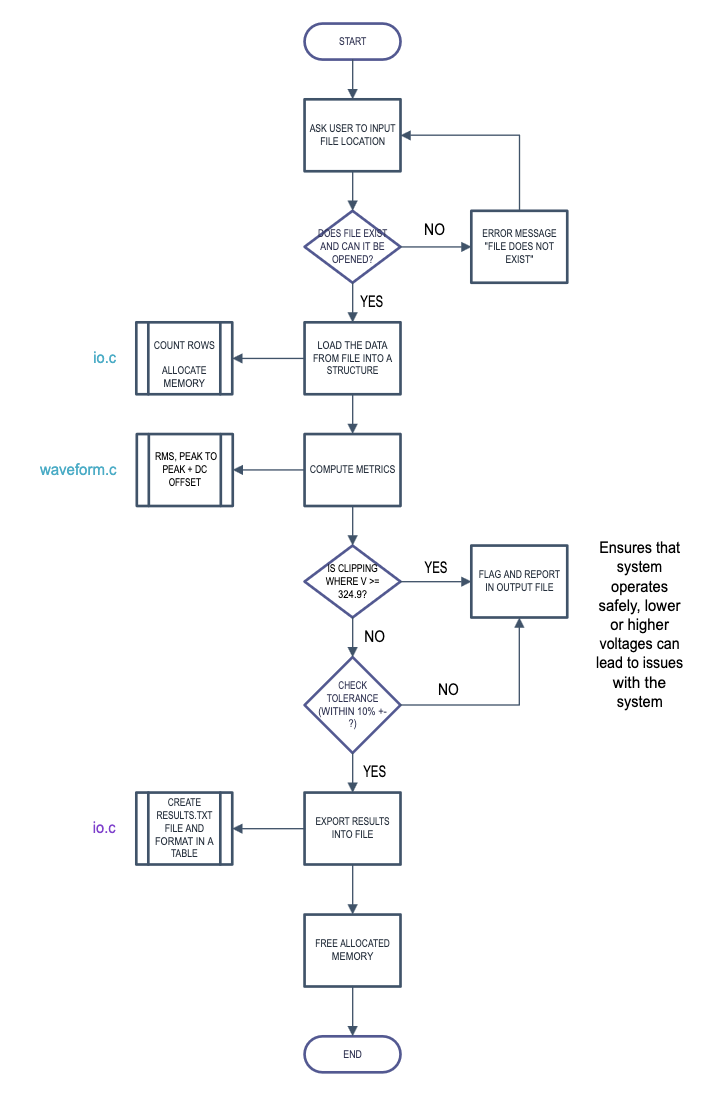 START
ASK USER TO INPUT
FILE LOCATION
DOES FILE EXIST
AND CAN IT BE
OPENED?
NO
ERROR MESSAGE
"FILE DOES NOT
EXIST"
YES
io.c
COUNT ROWS
ALLOCATE
MEMORY
LOAD THE DATA
FROM FILE INTO A
STRUCTURE
waveform.c
RMS, PEAK TO
PEAK + DC
OFFSET
COMPUTE METRICS
IS CLIPPING
WHERE V >=
324.9?
YES
FLAG AND REPORT
IN OUTPUT FILE
Ensures that
system
operates
safely, lower
or higher
voltages can
lead to issues
with the
system
NO
CHECK
TOLERANCE
(WITHIN 10% +-
?)
NO
YES
io.c
CREATE
RESULTS.TXT
FILE AND
FORMAT IN A
TABLE
EXPORT RESULTS
INTO FILE
FREE ALLOCATED
MEMORY
END